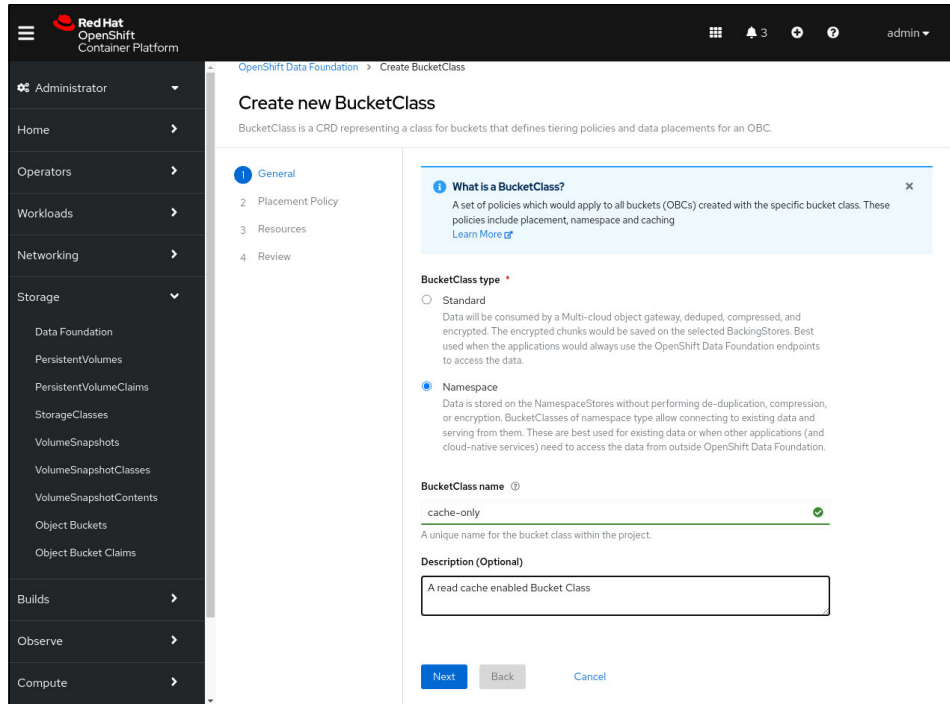 Red Hat
OpenShift
Container Platform
3
admin
Administrator
Home
Operators
Workloads
Networking
Storage
Data Foundation
PersistentVolumes
PersistentVolumeClaims
StorageClasses
VolumeSnapshots
VolumeSnapshotClasses
VolumeSnapshotContents
Object Buckets
Object Bucket Claims
Builds
Observe
Compute
OpenShift Data Foundation > Create BucketClass
Create new BucketClass
BucketClass is a CRD representing a class for buckets that defines tiering policies and data placements for an OBC.
1 General
2 Placement Policy
3 Resources
4 Review
What is a BucketClass?
A set of policies which would apply to all buckets (OBCs) created with the specific bucket class. These
policies include placement, namespace and caching
Learn More
BucketClass type *
Standard
Data will be consumed by a Multi-cloud object gateway, deduped, compressed, and
encrypted. The encrypted chunks would be saved on the selected BackingStores. Best
used when the applications would always use the OpenShift Data Foundation endpoints
to access the data.
Namespace
Data is stored on the NamespaceStores without performing de-duplication, compression,
or encryption. BucketClasses of namespace type allow connecting to existing data and
serving from them. These are best used for existing data or when other applications (and
cloud-native services) need to access the data from outside OpenShift Data Foundation.
BucketClass name
cache-only
A unique name for the bucket class within the project.
Description (Optional)
A read cache enabled Bucket Class
Next Back Cancel